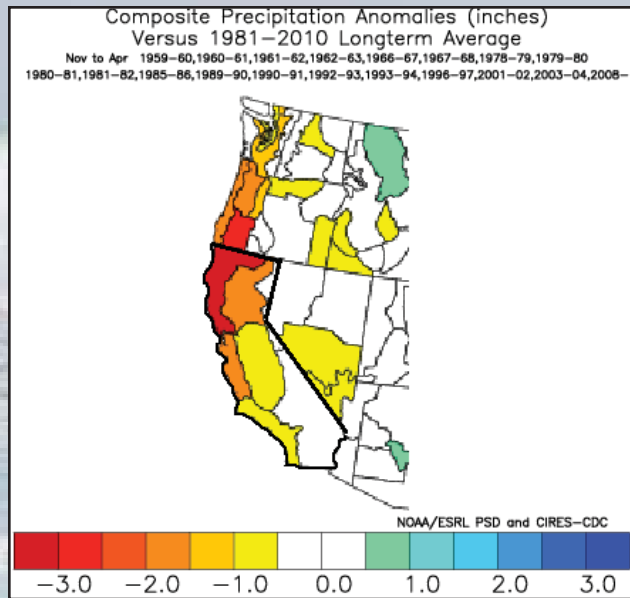 Composite Precipitation Anomalies (inches)
Versus 1981−2010 Longterm Average
Nov to Apr 1959−60,1960−61,1961−62,1962−63,1966−67,1967−68,1978−79,1979−80
1980−81,1981−82,1985−86,1989−90,1990−91,1992−93,1993−94,1996−97,2001−02,2003−04,2008−
NOAA/ESRL PSD and CIRES−CDC
−3.0 −2.0 −1.0 0.0 1.0 2.0 3.0